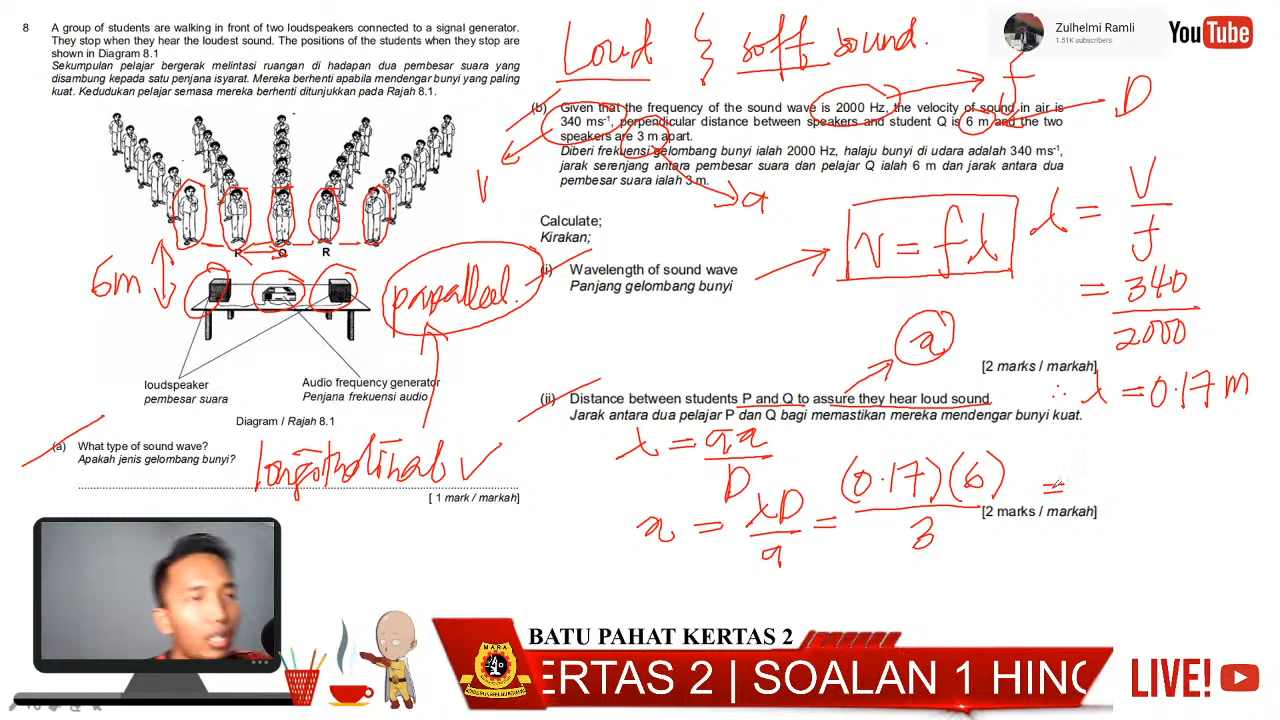 8 A group of students are walking in front of two loudspeakers connected to a signal generator.
They stop when they hear the loudest sound. The positions of the students when they stop are
shown in Diagram 8.1
Sekumpulan pelajar bergerak melintasi ruangan di hadapan dua pembesar suara yang
disambung kepada satu penjana isyarat. Mereka berhenti apabila mendengar bunyi yang paling
kuat. Kedudukan pelajar semasa mereka berhenti ditunjukkan pada Rajah 8.1.
P Q R
6m
loudspeaker
pembesar suara
Audio frequency generator
Penjana frekuensi audio
Diagram / Rajah 8.1
(a) What type of sound wave?
Apakah jenis gelombang bunyi?
longitudinal ✓
[ 1 mark / markah]
parallel
Loud } soft sound.
f
D
Zulhelmi Ramli
1.51K subscribers
YouTube
(b) Given that the frequency of the sound wave is 2000 Hz, the velocity of sound in air is
340 ms⁻¹, perpendicular distance between speakers and student Q is 6 m and the two
speakers are 3 m apart.
Diberi frekuensi gelombang bunyi ialah 2000 Hz, halaju bunyi di udara adalah 340 ms⁻¹,
jarak serenjang antara pembesar suara dan pelajar Q ialah 6 m dan jarak antara dua
pembesar suara ialah 3 m.
v
a
Calculate;
Kirakan;
(i) Wavelength of sound wave
Panjang gelombang bunyi
v = fλ
λ = v/f
= 340/2000
[2 marks / markah]
∴ λ = 0.17 m
x
(ii) Distance between students P and Q to assure they hear loud sound.
Jarak antara dua pelajar P dan Q bagi memastikan mereka mendengar bunyi kuat.
λ = ax/D
x = λD/a = (0.17)(6)/3 =
[2 marks / markah]
BATU PAHAT KERTAS 2
MARA
ERTAS 2 | SOALAN 1 HING
LIVE!